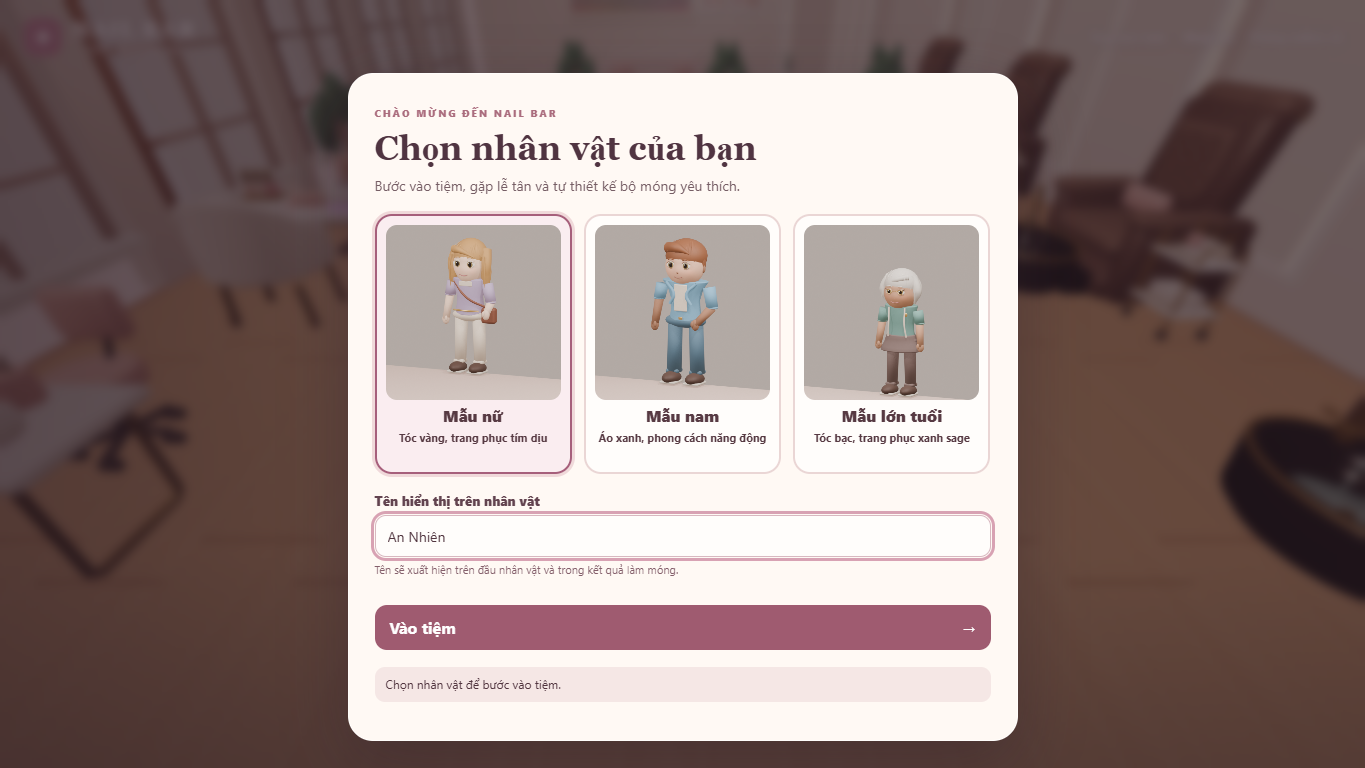 CHÀO MỪNG ĐẾN NAIL BAR
Chọn nhân vật của bạn
Bước vào tiệm, gặp lễ tân và tự thiết kế bộ móng yêu thích.
Mẫu nữ
Tóc vàng, trang phục tím dịu
Mẫu nam
Áo xanh, phong cách năng động
Mẫu lớn tuổi
Tóc bạc, trang phục xanh sage
Tên hiển thị trên nhân vật
An Nhiên
Tên sẽ xuất hiện trên đầu nhân vật và trong kết quả làm móng.
Vào tiệm →
Chọn nhân vật để bước vào tiệm.